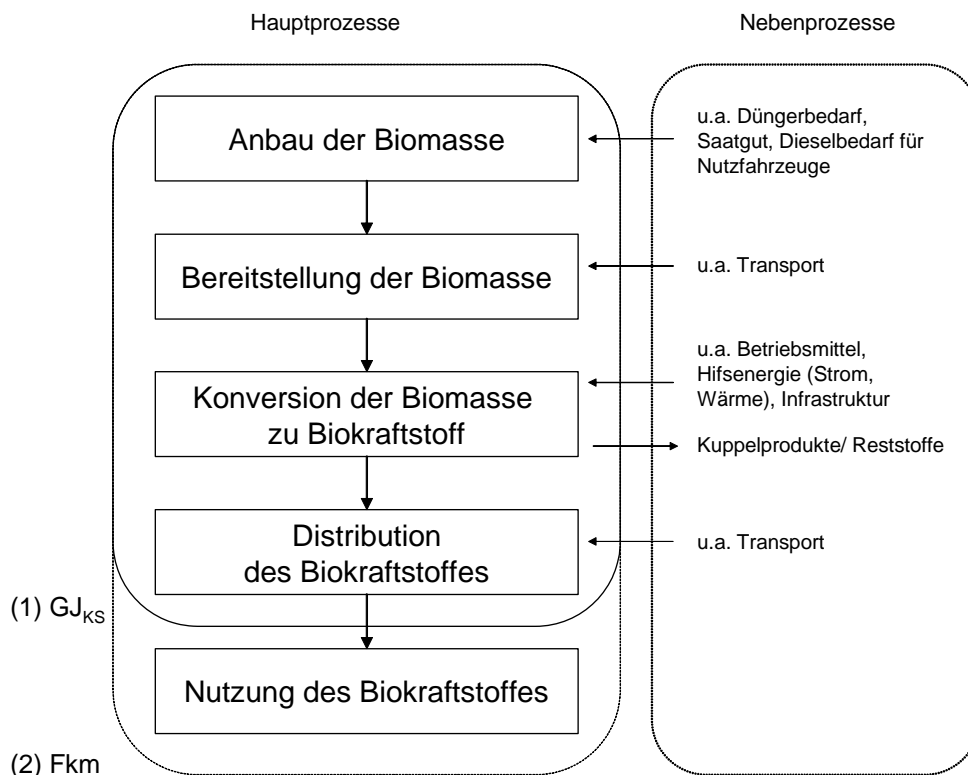 Hauptprozesse
Nebenprozesse
Anbau der Biomasse
u.a. Düngerbedarf,
Saatgut, Dieselbedarf für
Nutzfahrzeuge
Bereitstellung der Biomasse
u.a. Transport
Konversion der Biomasse
zu Biokraftstoff
u.a. Betriebsmittel,
Hifsenergie (Strom,
Wärme), Infrastruktur
Kuppelprodukte/ Reststoffe
Distribution
des Biokraftstoffes
u.a. Transport
(1) GJKS
Nutzung des Biokraftstoffes
(2) Fkm